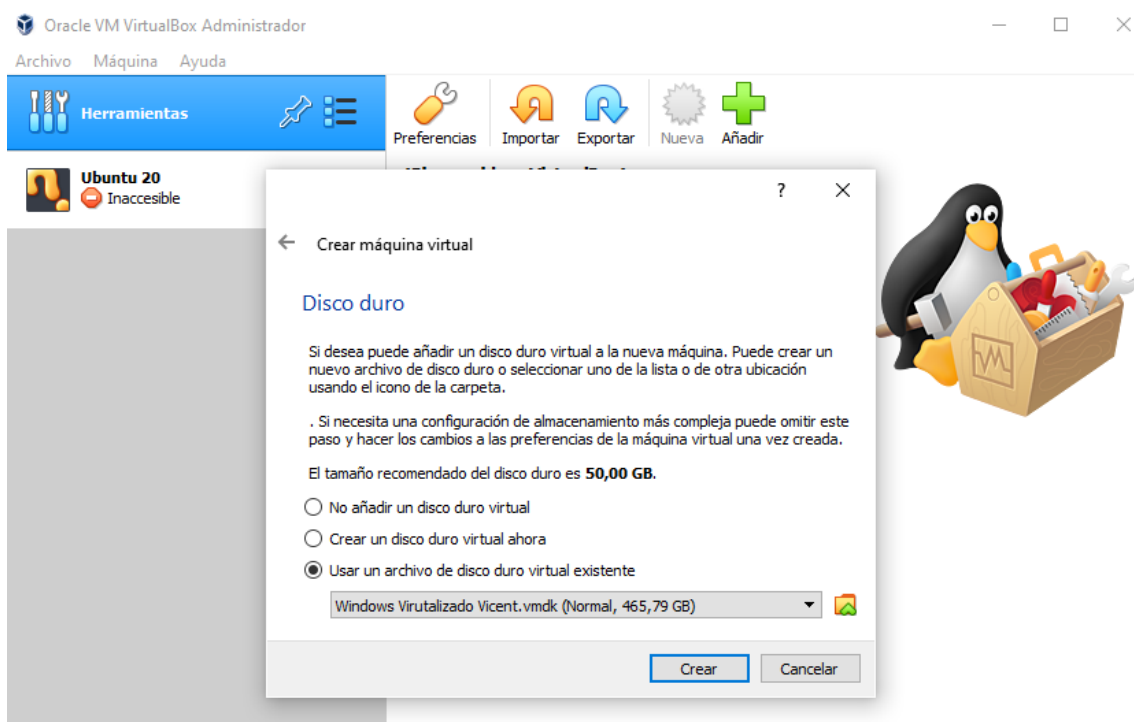 Oracle VM VirtualBox Administrador
Archivo Máquina Ayuda
Herramientas
Preferencias Importar Exportar Nueva Añadir
Ubuntu 20
Inaccesible
?
Crear máquina virtual
Disco duro
Si desea puede añadir un disco duro virtual a la nueva máquina. Puede crear un
nuevo archivo de disco duro o seleccionar uno de la lista o de otra ubicación
usando el icono de la carpeta.
. Si necesita una configuración de almacenamiento más compleja puede omitir este
paso y hacer los cambios a las preferencias de la máquina virtual una vez creada.
El tamaño recomendado del disco duro es 50,00 GB.
No añadir un disco duro virtual
Crear un disco duro virtual ahora
Usar un archivo de disco duro virtual existente
Windows Virutalizado Vicent.vmdk (Normal, 465,79 GB)
Crear Cancelar